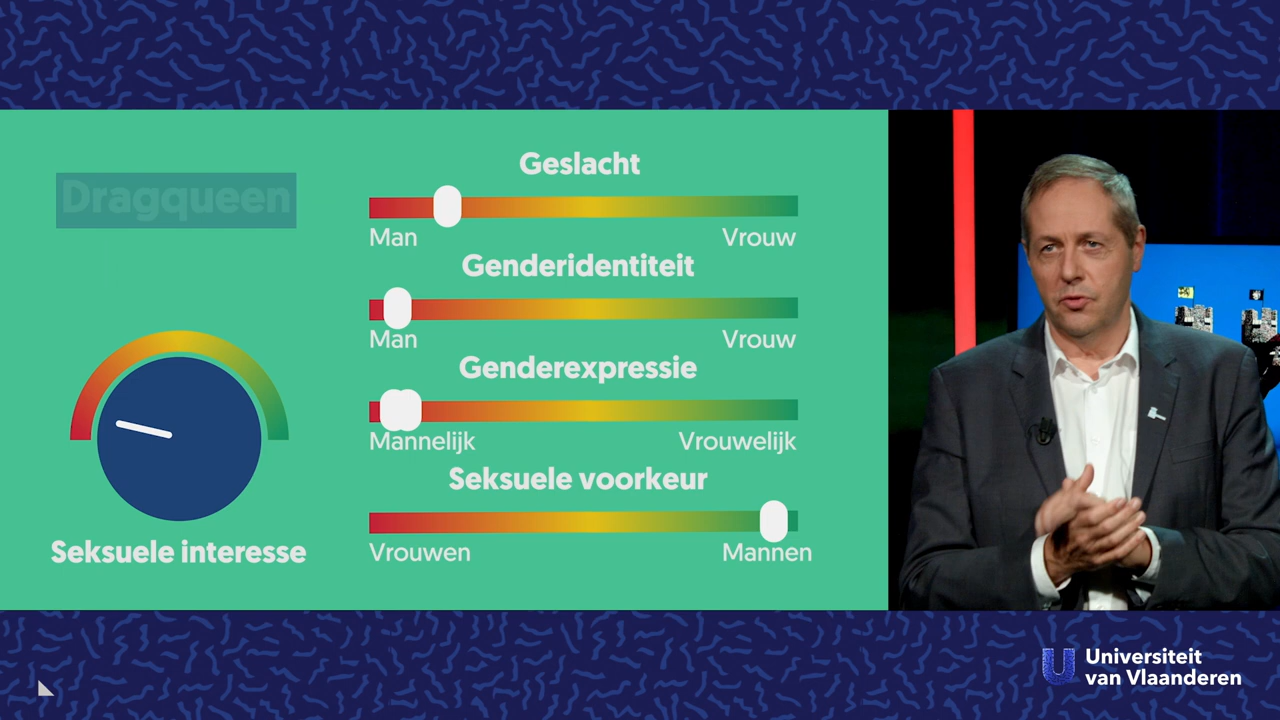 Dragqueen
Seksuele interesse
Geslacht
Man Vrouw
Genderidentiteit
Man Vrouw
Genderexpressie
Mannelijk Vrouwelijk
Seksuele voorkeur
Vrouwen Mannen
Universiteit
van Vlaanderen